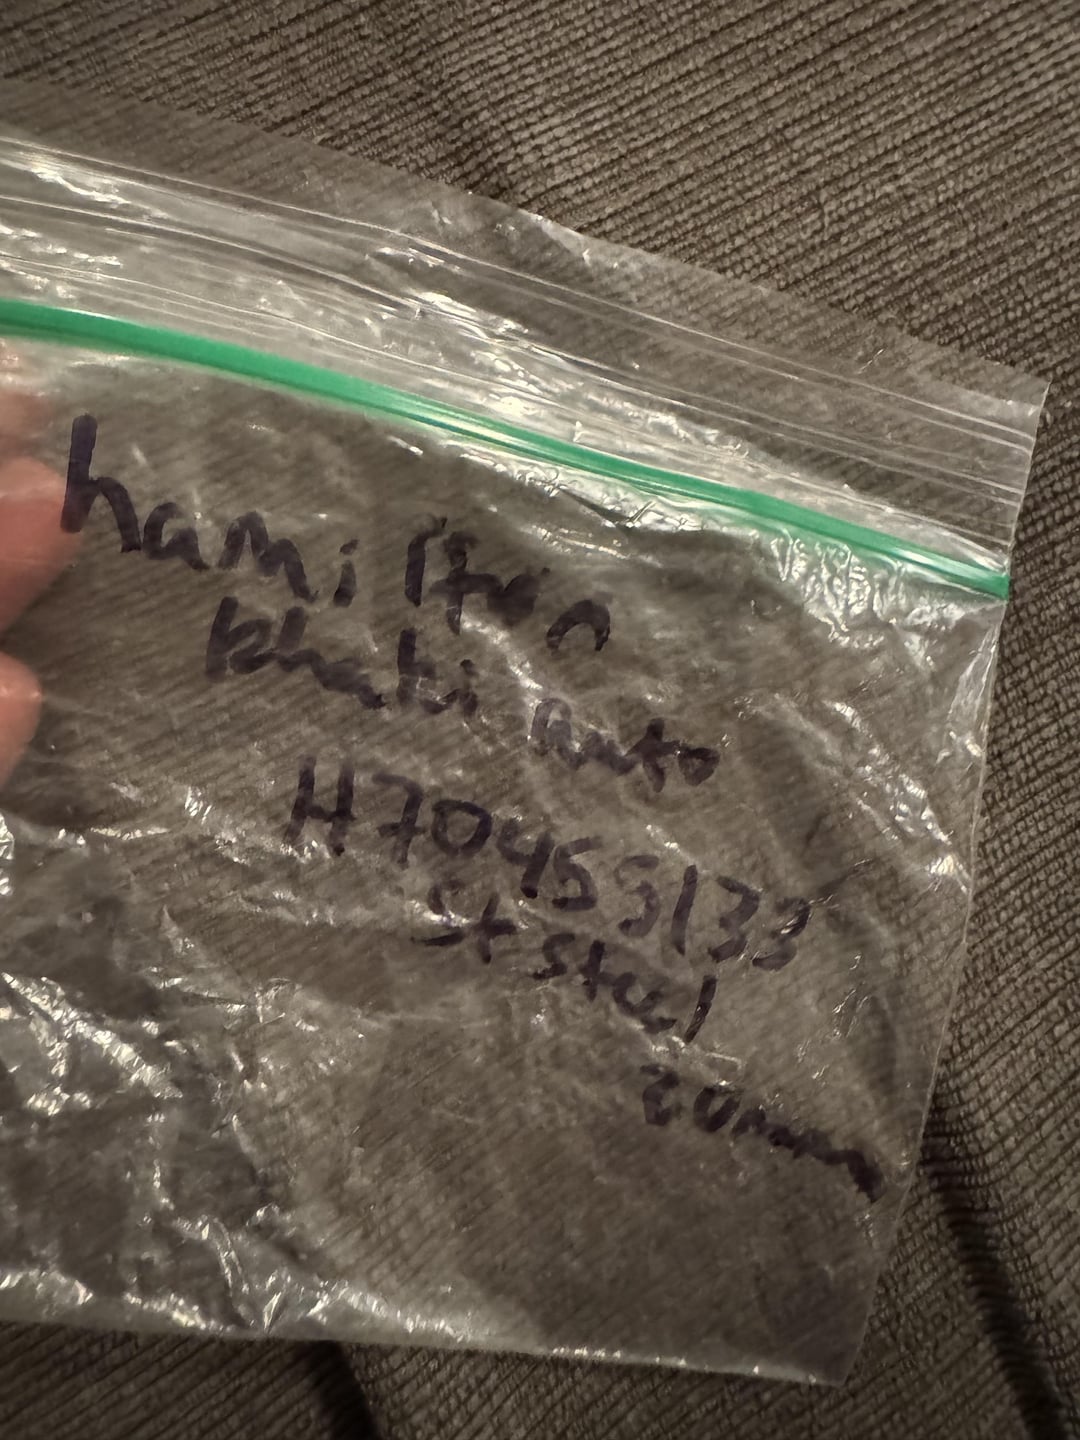 hamilton
khaki auto
H70455133
St steel
20mm